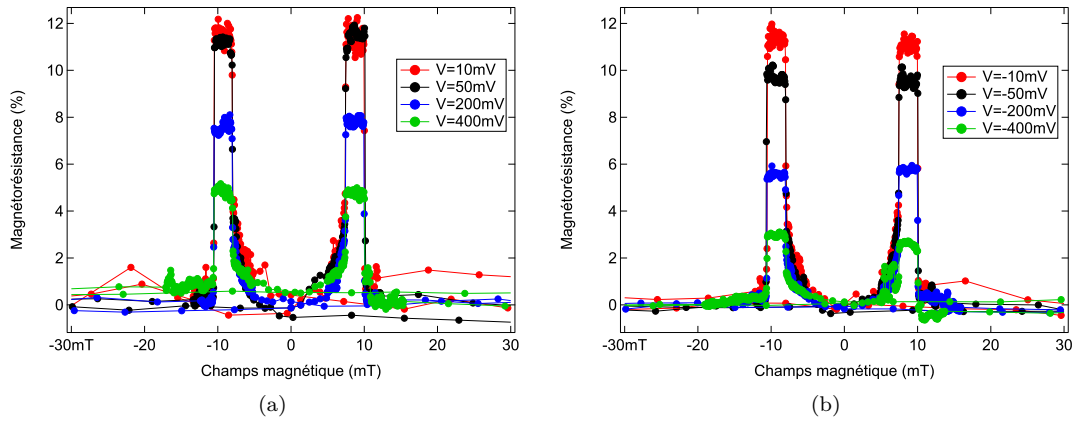 12
10
8
6
4
2
0
Magnétorésistance (%)
V=10mV
V=50mV
V=200mV
V=400mV
-30mT -20 -10 0 10 20 30
Champs magnétique (mT)
(a)
12
10
8
6
4
2
0
Magnétorésistance (%)
V=-10mV
V=-50mV
V=-200mV
V=-400mV
-30mT -20 -10 0 10 20 30
Champs magnétique (mT)
(b)